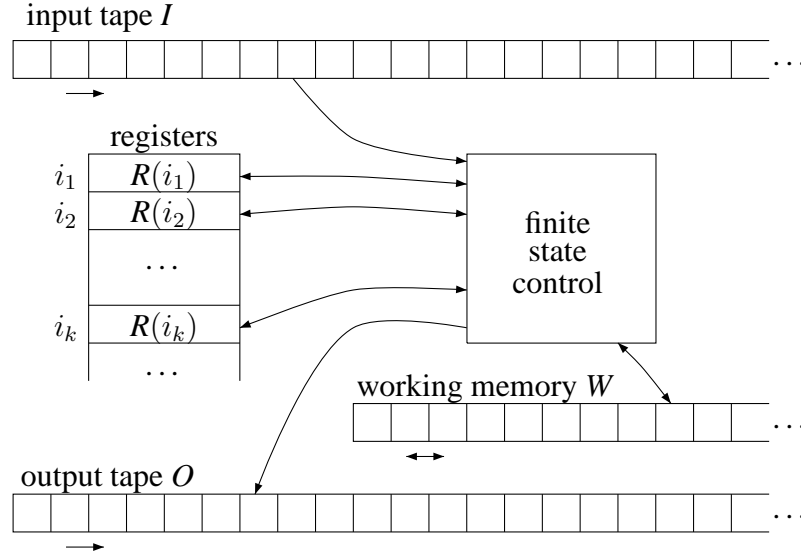 input tape I
...
registers
i₁ R(i₁)
i₂ R(i₂)
...
iₖ R(iₖ)
...
finite
state
control
working memory W
...
output tape O
...